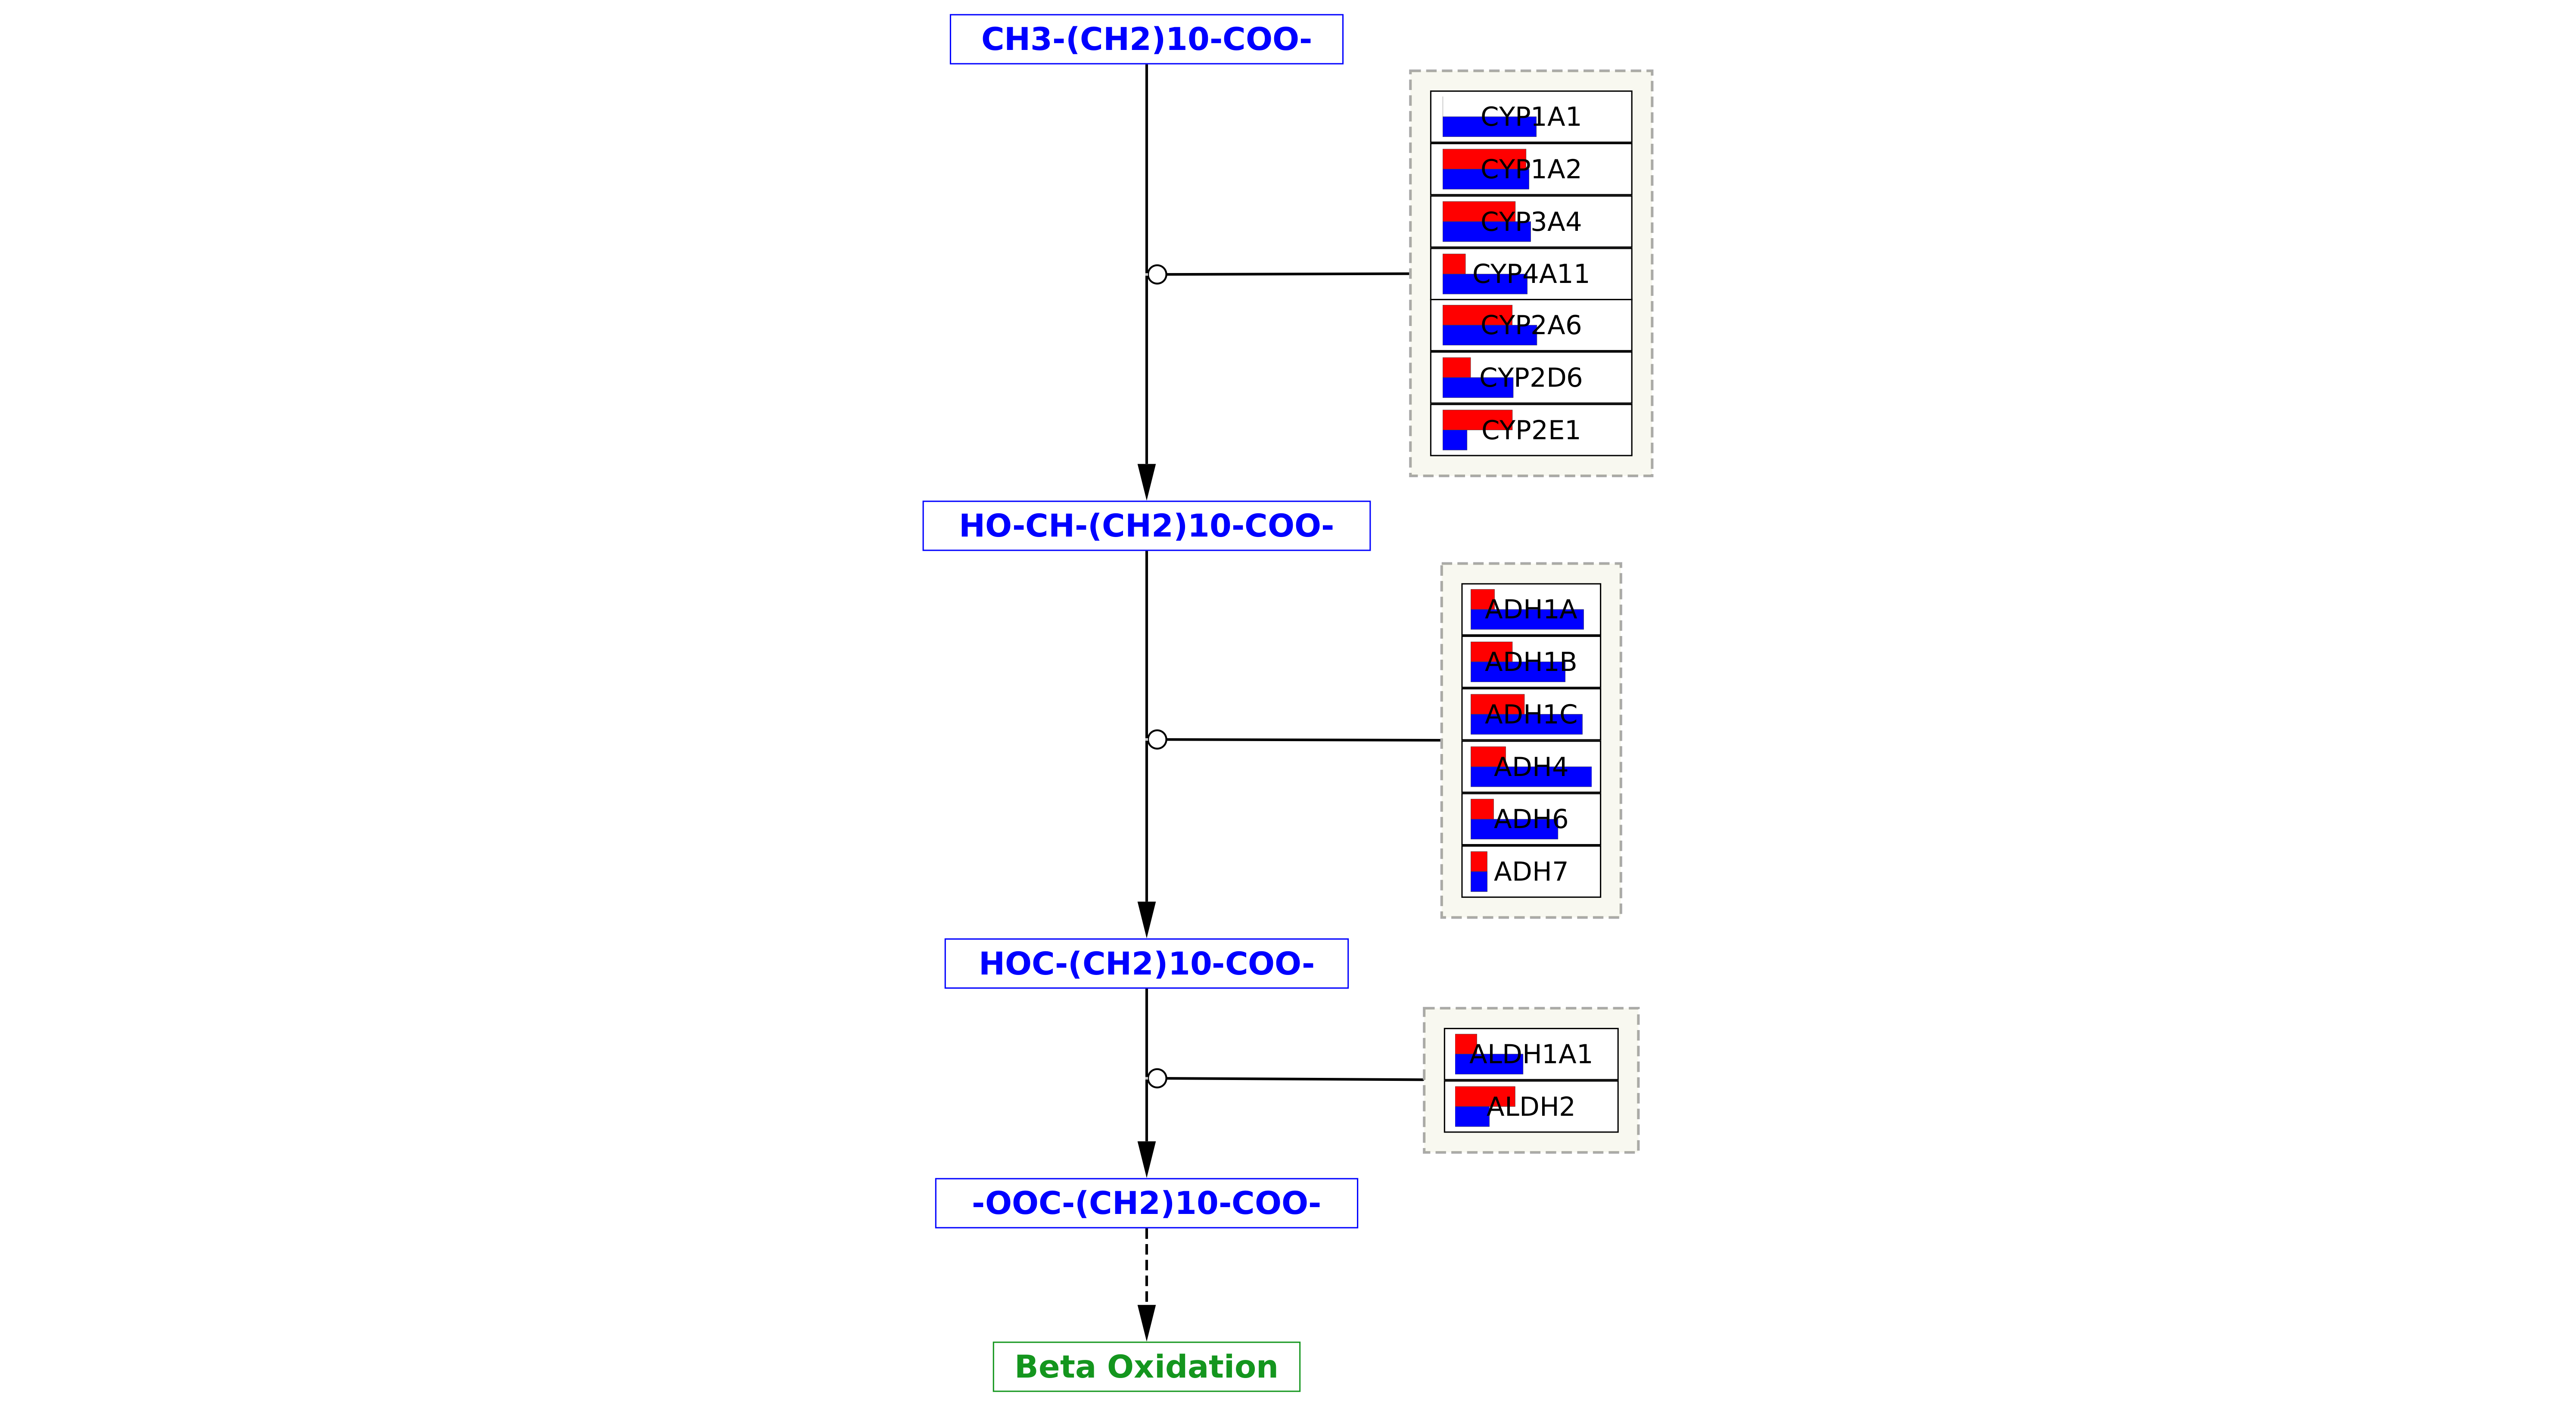 CH3-(CH2)10-COO-
CYP1A1
CYP1A2
CYP3A4
CYP4A11
CYP2A6
CYP2D6
CYP2E1
HO-CH-(CH2)10-COO-
ADH1A
ADH1B
ADH1C
ADH4
ADH6
ADH7
HOC-(CH2)10-COO-
ALDH1A1
ALDH2
-OOC-(CH2)10-COO-
Beta Oxidation